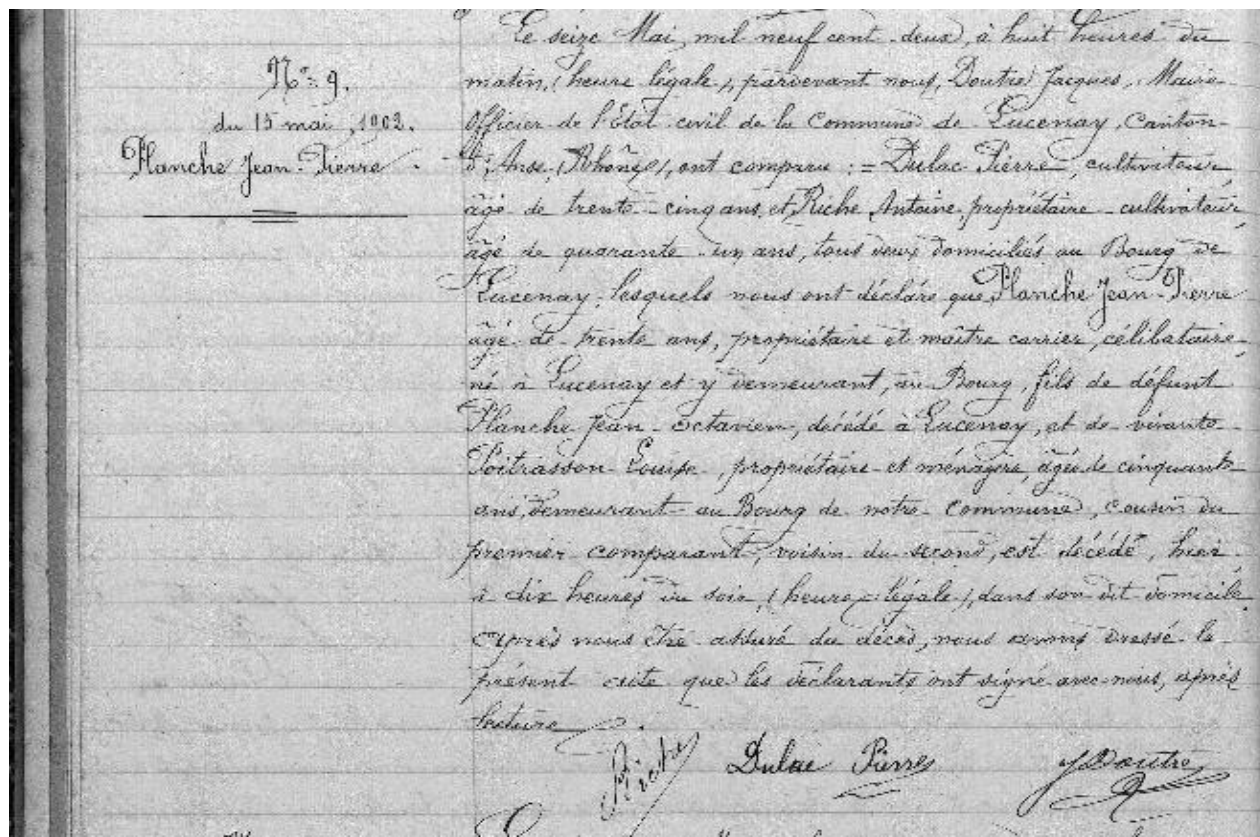 N° 9.
du 15 mai, 1902.
Planche Jean-Pierre
Le seize Mai mil neuf cent deux, à huit heures du
matin, (heure légale), pardevant nous, Doutre Jacques, Maire
Officier de l'État civil de la Commune de Lucenay, Canton
d'Anse, (Rhône), ont comparu : = Dulac Pierre, cultivateur
âgé de trente-cinq ans, et Riche Antoine, propriétaire-cultivateur,
âgé de quarante-un ans, tous deux domiciliés au Bourg de
Lucenay, lesquels nous ont déclaré que, Planche Jean-Pierre
âgé de trente ans, propriétaire et maître carrier, célibataire,
né à Lucenay et y demeurant, au Bourg, fils de défunt
Planche Jean-Octavien, décédé à Lucenay, et de vivante
Poitrasson Louise, propriétaire et ménagère, âgée de cinquante
ans, demeurant au Bourg de notre Commune, cousin du
premier comparant, voisin du second, est décédé, hier
à dix heures du soir, (heure légale), dans son dit domicile
Après nous être assuré du décès, nous avons dressé le
présent acte que les déclarants ont signé avec nous, après
lecture.
Riche Dulac Pierre J Doutre